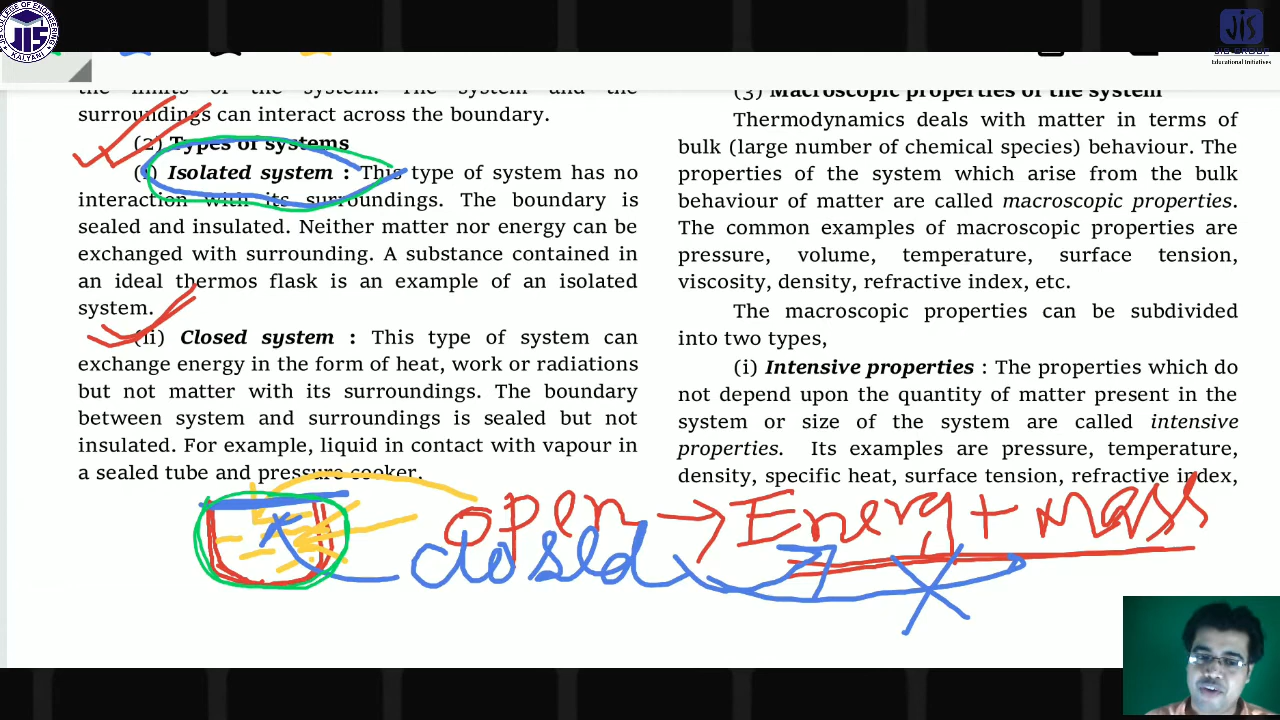 JIS COLLEGE OF ENGINEERING
JIS
KALYANI
JIS
JIS GROUP
Educational Initiatives
the limits of the system. The system and the
surroundings can interact across the boundary.
(2) Types of systems
(i) Isolated system : This type of system has no
interaction with its surroundings. The boundary is
sealed and insulated. Neither matter nor energy can be
exchanged with surrounding. A substance contained in
an ideal thermos flask is an example of an isolated
system.
(ii) Closed system : This type of system can
exchange energy in the form of heat, work or radiations
but not matter with its surroundings. The boundary
between system and surroundings is sealed but not
insulated. For example, liquid in contact with vapour in
a sealed tube and pressure cooker.
(3) Macroscopic properties of the system
Thermodynamics deals with matter in terms of
bulk (large number of chemical species) behaviour. The
properties of the system which arise from the bulk
behaviour of matter are called macroscopic properties.
The common examples of macroscopic properties are
pressure, volume, temperature, surface tension,
viscosity, density, refractive index, etc.
The macroscopic properties can be subdivided
into two types,
(i) Intensive properties : The properties which do
not depend upon the quantity of matter present in the
system or size of the system are called intensive
properties. Its examples are pressure, temperature,
density, specific heat, surface tension, refractive index,
open → Energy + Mass
closed